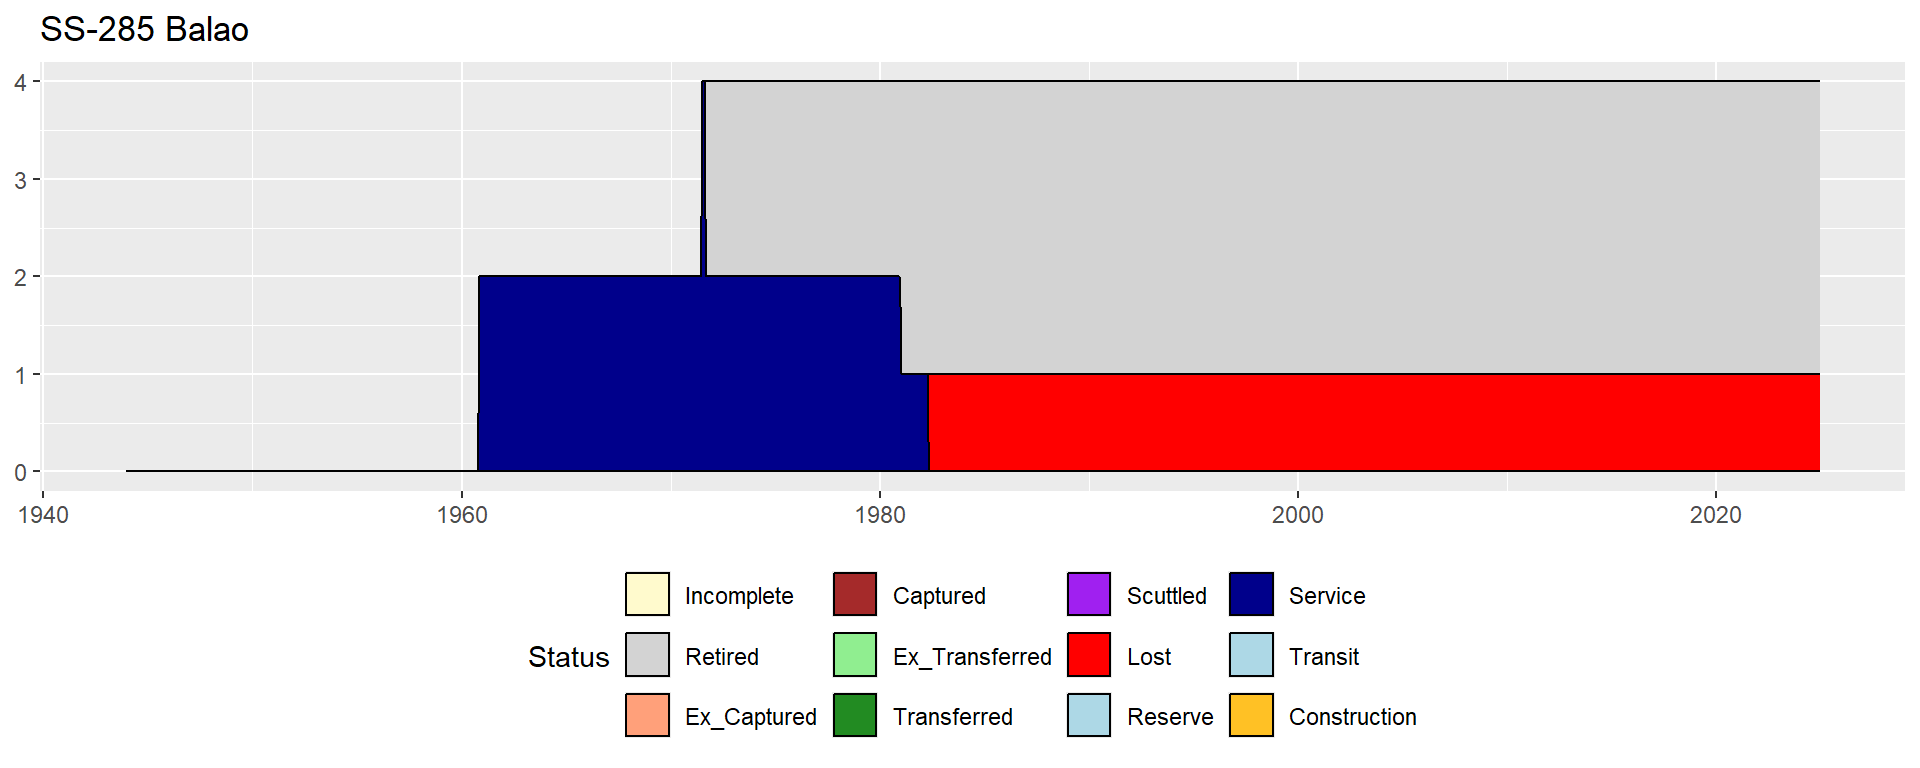 SS-285 Balao
4
3
2
1
0
1940 1960 1980 2000 2020
Incomplete Captured Scuttled Service
Status Retired Ex_Transferred Lost Transit
Ex_Captured Transferred Reserve Construction